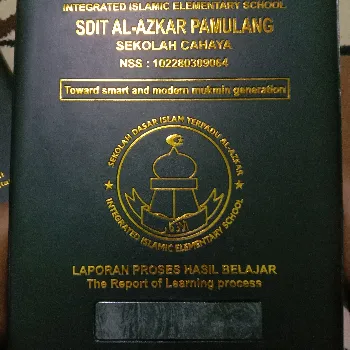 INTEGRATED ISLAMIC ELEMENTARY SCHOOL
SDIT AL-AZKAR PAMULANG
SEKOLAH CAHAYA
NSS : 102280309064
Toward smart and modern mukmin generation
SEKOLAH DASAR ISLAM TERPADU AL-AZKAR
INTEGRATED ISLAMIC ELEMENTARY SCHOOL
LAPORAN PROSES HASIL BELAJAR
The Report of Learning process